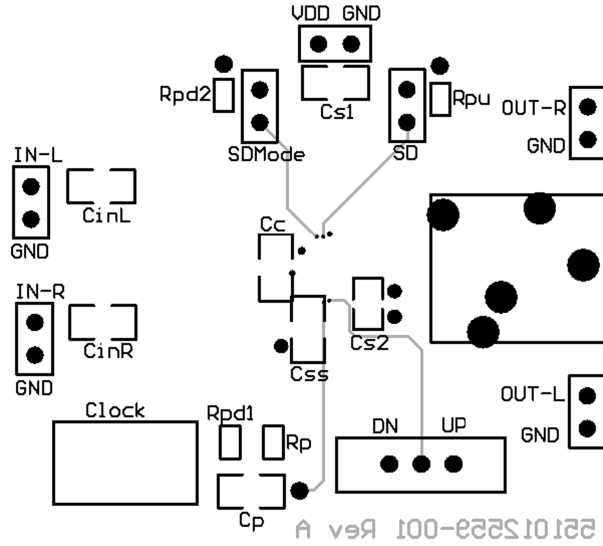 VDD GND
Rpd2
Cs1
Rpu
OUT-R
SDMode
SD
GND
IN-L
CinL
GND
Cc
IN-R
CinR
Cs2
GND
Css
OUT-L
Clock
Rpd1
DN UP
GND
Rp
Cp
551012559-001 Rev A